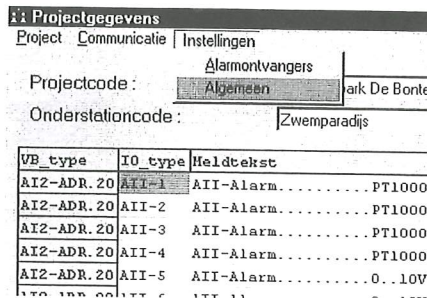 Projectgegevens
Project Communicatie Instellingen
Alarmontvangers
Algemeen
Projectcode : ark De Bonte
Onderstationcode : Zwemparadijs
VB_type IO_type Meldtekst
AI2-ADR.20 AII-1 AII-Alarm..........PT1000
AI2-ADR.20 AII-2 AII-Alarm..........PT1000
AI2-ADR.20 AII-3 AII-Alarm..........PT1000
AI2-ADR.20 AII-4 AII-Alarm..........PT1000
AI2-ADR.20 AII-5 AII-Alarm..........0..10V